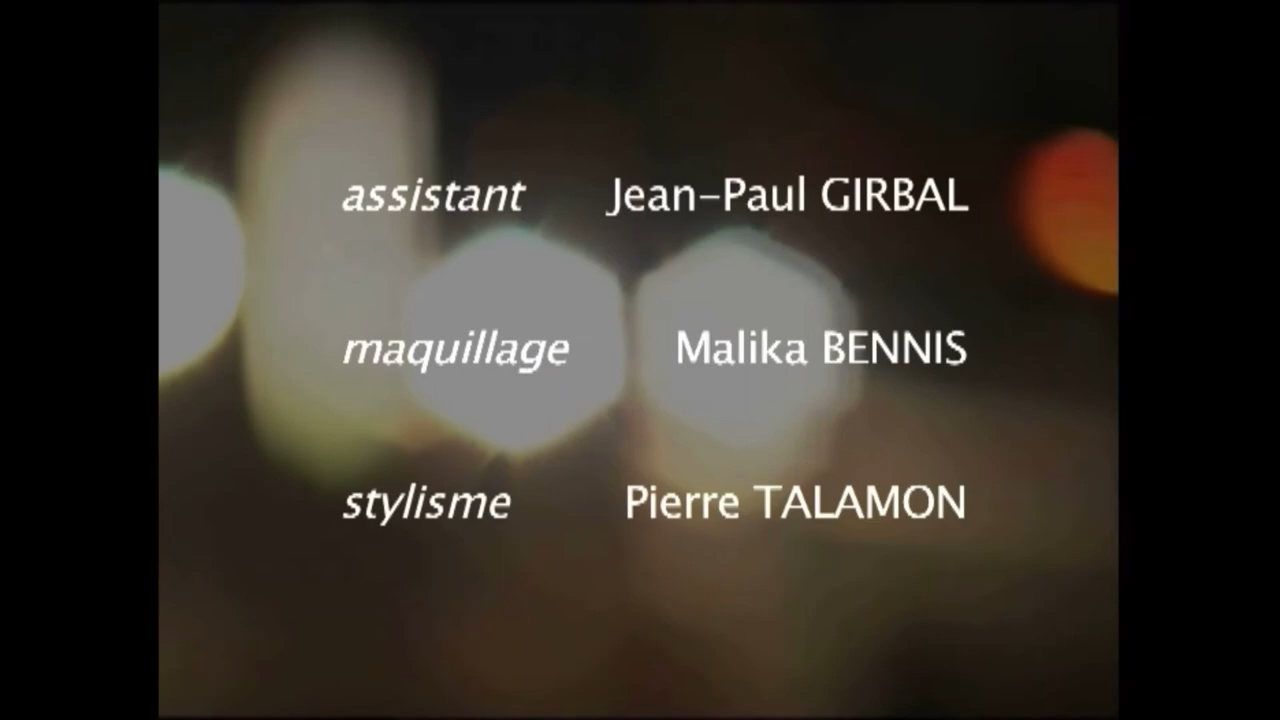 assistant Jean-Paul GIRBAL
maquillage Malika BENNIS
stylisme Pierre TALAMON